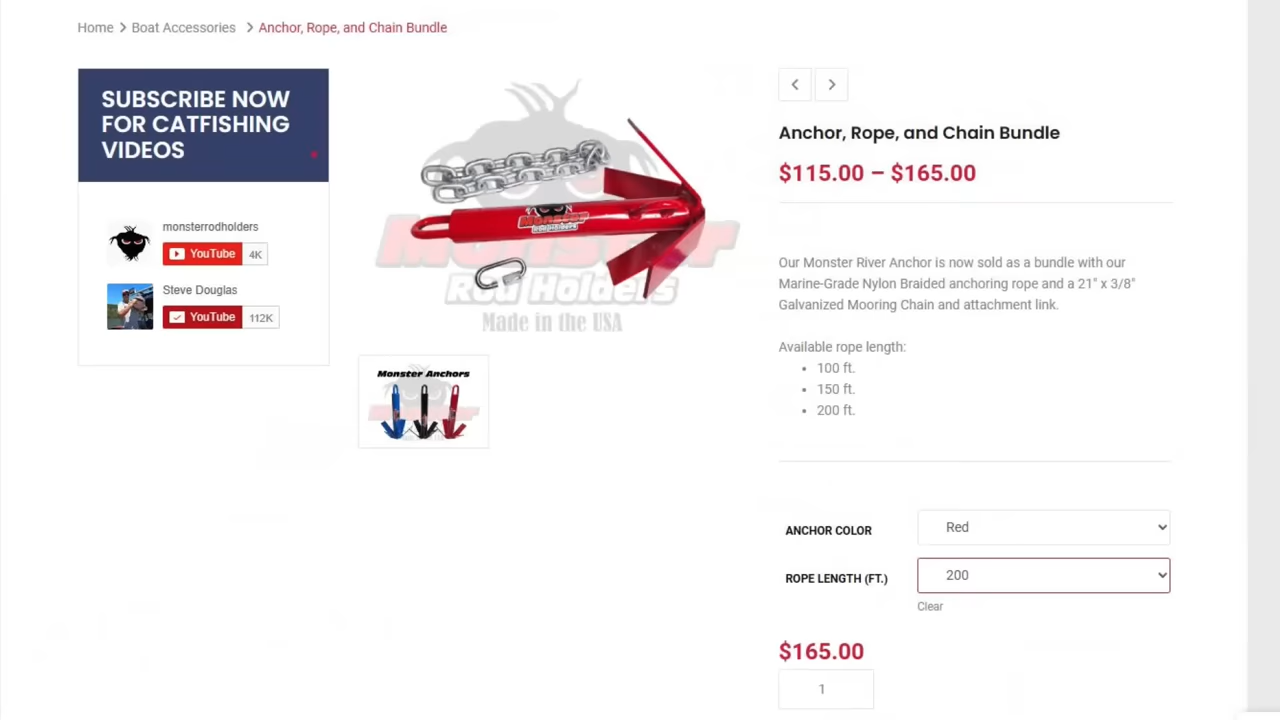 Home > Boat Accessories > Anchor, Rope, and Chain Bundle
SUBSCRIBE NOW
FOR CATFISHING
VIDEOS
monsterrodholders
YouTube 4K
Steve Douglas
YouTube 112K
Monster
Rod Holders
Monster
Rod Holders
Made in the USA
Monster Anchors
Anchor, Rope, and Chain Bundle
$115.00 – $165.00
Our Monster River Anchor is now sold as a bundle with our
Marine-Grade Nylon Braided anchoring rope and a 21" x 3/8"
Galvanized Mooring Chain and attachment link.
Available rope length:
100 ft.
150 ft.
200 ft.
ANCHOR COLOR Red
ROPE LENGTH (FT.) 200
Clear
$165.00
1